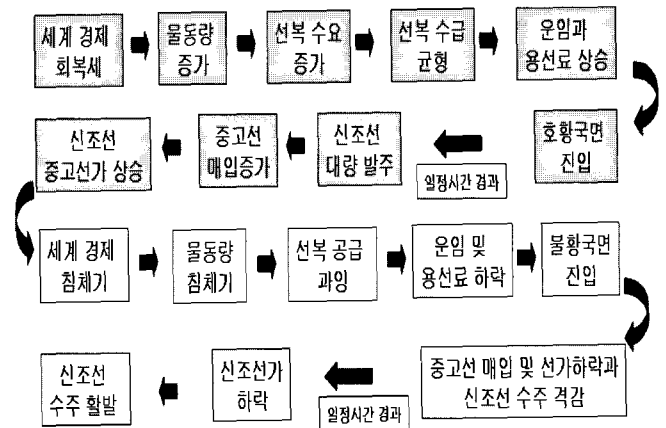 세계 경제
회복세
물동량
증가
선복 수요
증가
선복 수급
균형
운임과
용선료 상승
호황국면
진입
일정시간 경과
신조선
대량 발주
중고선
매입증가
신조선
중고선가 상승
세계 경제
침체기
물동량
침체기
선복 공급
과잉
운임 및
용선료 하락
불황국면
진입
중고선 매입 및 선가하락과
신조선 수주 격감
일정시간 경과
신조선가
하락
신조선
수주 활발